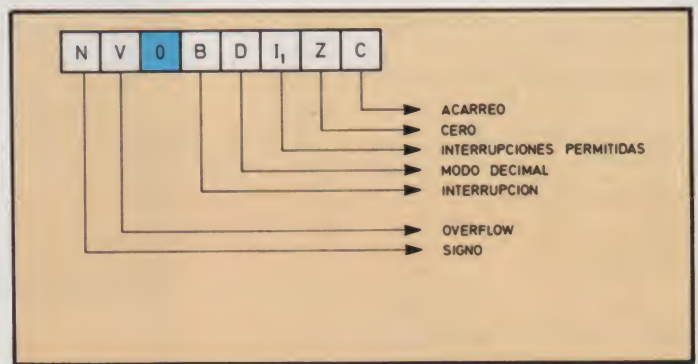 N V 0 B D I, Z C
ACARREO
CERO
INTERRUPCIONES PERMITIDAS
MODO DECIMAL
INTERRUPCION
OVERFLOW
SIGNO